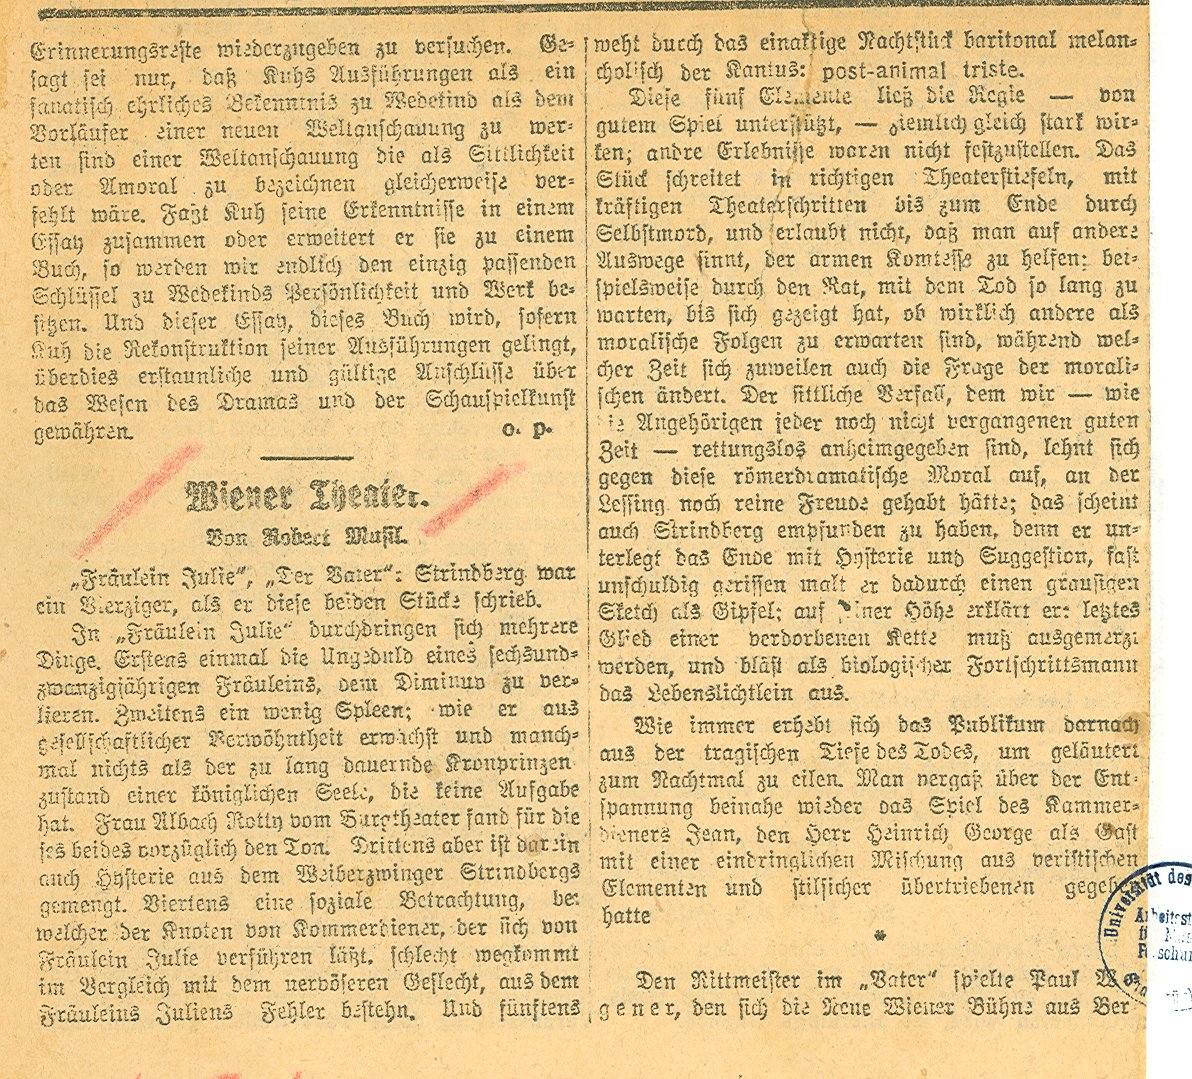 Erinnerungsreste wiederzugeben zu versuchen. Ge-
sagt sei nur, daß Kuhs Ausführungen als ein
fanatisch ehrliches Bekenntnis zu Wedekind als dem
Vorläufer einer neuen Weltanschauung zu wer-
ten sind einer Weltanschauung die als Sittlichkeit
oder Amoral zu bezeichnen gleicherweise ver-
fehlt wäre. Faßt Kuh seine Erkenntnisse in einem
Essay zusammen oder erweitert er sie zu einem
Buch, so werden wir endlich den einzig passenden
Schlüssel zu Wedekinds Persönlichkeit und Werk be-
sitzen. Und dieser Essay, dieses Buch wird, sofern
Kuh die Rekonstruktion seiner Ausführungen gelingt,
überdies erstaunliche und gültige Anschlüsse über
das Wesen des Dramas und der Schauspielkunst
gewähren. o. p.
Wiener Theater.
Von Robert Musil.
„Fräulein Julie“, „Der Vater“: Strindberg war
ein Vierziger, als er diese beiden Stücke schrieb.
In „Fräulein Julie“ durchdringen sich mehrere
Dinge. Erstens einmal die Ungeduld eines sechsund-
zwanzigjährigen Fräuleins, dem Diminuv zu ver-
lieren. Zweitens ein wenig Spleen; wie er aus
gesellschaftlicher Verwöhntheit erwächst und manch-
mal nichts als der zu lang dauernde Kronprinzen
zustand einer königlichen Seele, die keine Aufgabe
hat. Frau Albach Retty vom Burgtheater fand für die
ses beides vorzüglich den Ton. Drittens aber ist darein
auch Hysterie aus dem Weiberzwinger Strindbergs
gemengt. Viertens eine soziale Betrachtung, bei
welcher der Knoten von Kommerdiener, der sich von
Fräulein Julie verführen läßt, schlecht wegkommt
im Vergleich mit dem nervöseren Geslecht, aus dem
Fräuleins Juliens Fehler bestehn. Und fünftens
weht durch das einaktige Nachtstück baritonal melan-
cholisch der Kantus: post-animal triste.
Diese fünf Elemente ließ die Regie — von
gutem Spiel unterstützt, — ziemlich gleich stark wir-
ken; andre Erlebnisse waren nicht festzustellen. Das
Stück schreitet in richtigen Theaterstiefeln, mit
kräftigen Theaterschritten bis zum Ende durch
Selbstmord, und erlaubt nicht, daß man auf andere
Auswege sinnt, der armen Komtesse zu helfen; bei-
spielsweise durch den Rat, mit dem Tod so lang zu
warten, bis sich gezeigt hat, ob wirklich andere als
moralische Folgen zu erwarten sind, während wel-
cher Zeit sich zuweilen auch die Frage der morali-
schen ändert. Der sittliche Verfall, dem wir — wie
die Angehörigen jeder noch nicht vergangenen guten
Zeit — rettungslos anheimgegeben sind, lehnt sich
gegen diese römerdramatische Moral auf, an der
Lessing noch reine Freude gehabt hätte; das scheint
auch Strindberg empfunden zu haben, denn er un-
terlegt das Ende mit Hysterie und Suggestion, fast
unschuldig gerissen malt er dadurch einen grausigen
Sketch als Gipfel; auf einer Höhe erklärt er: letztes
Glied einer verdorbenen Kette muß ausgemerzt
werden, und bläst als biologischer Fortschrittsmann
das Lebenslichtlein aus.
Wie immer erhebt sich das Publikum darnach
aus der tragischen Tiefe des Todes, um geläutert
zum Nachtmal zu eilen. Man vergaß über der Ent-
spannung beinahe wieder das Spiel des Kammer-
dieners Jean, den Herr Heinrich George als Gast
mit einer eindringlichen Mischung aus veristischen
Elementen und stilsicher übertriebenen gegeben
hatte
*
Den Rittmeister im „Vater“ spielte Paul We
gener, den sich die Neue Wiener Bühne aus Ber
Universität des